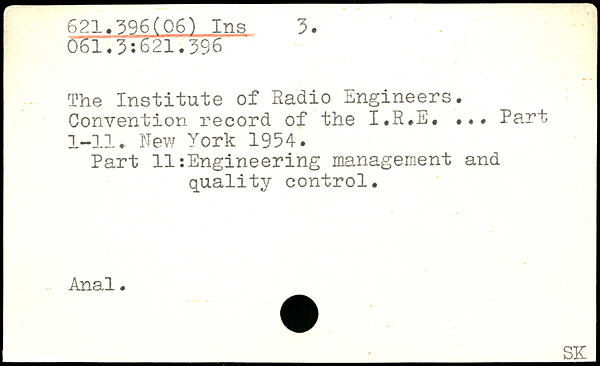 621.396(06) Ins 3.
061.3:621.396
The Institute of Radio Engineers.
Convention record of the I.R.E. ... Part
1-11. New York 1954.
Part 11:Engineering management and
quality control.
Anal.
SK